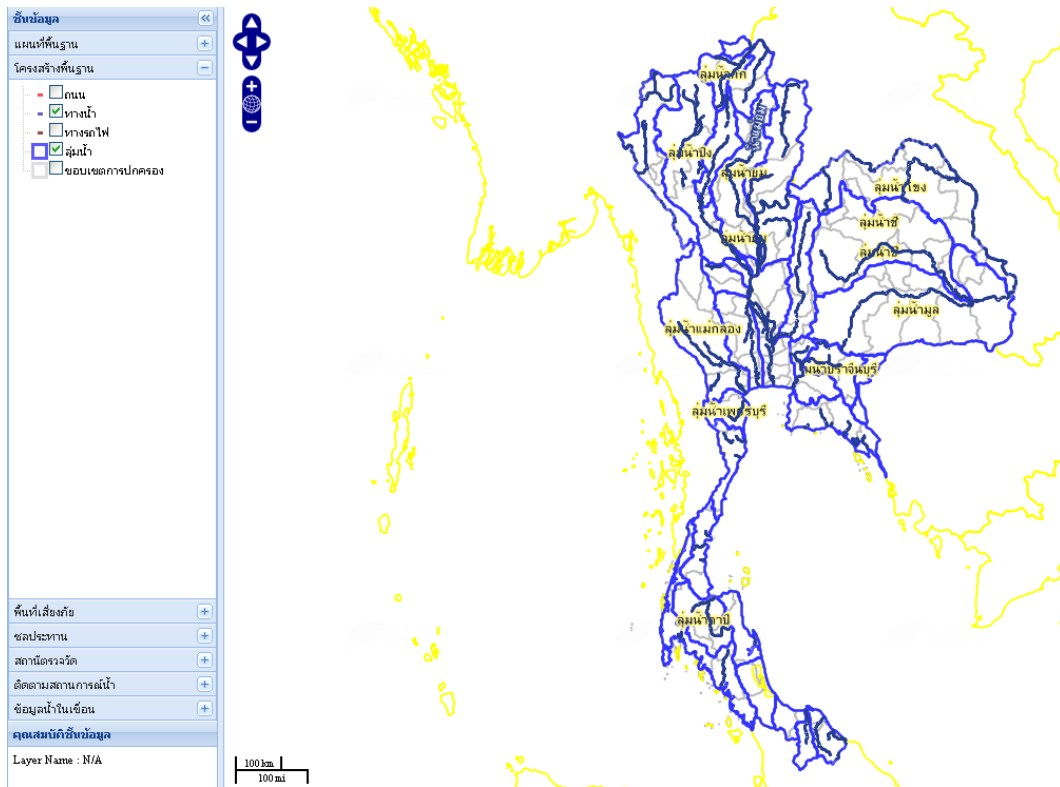 ชั้นข้อมูล
แผนที่พื้นฐาน
โครงสร้างพื้นฐาน
ถนน
ทางน้ำ
ทางรถไฟ
ลุ่มน้ำ
ขอบเขตการปกครอง
พื้นที่เสี่ยงภัย
ชลประทาน
สถานีตรวจวัด
ติดตามสถานการณ์น้ำ
ข้อมูลน้ำในเขื่อน
คุณสมบัติชั้นข้อมูล
Layer Name : N/A
ลุ่มน้ำกก
ลุ่มน้ำปิง
ลุ่มน้ำยม
ลุ่มน้ำโขง
ลุ่มน้ำชี
ลุ่มน้ำชี
ลุ่มน้ำมูล
ลุ่มน้ำแม่กลอง
ลุ่มน้ำเพชรบุรี
ลุ่มน้ำตาปี
100 km
100 mi